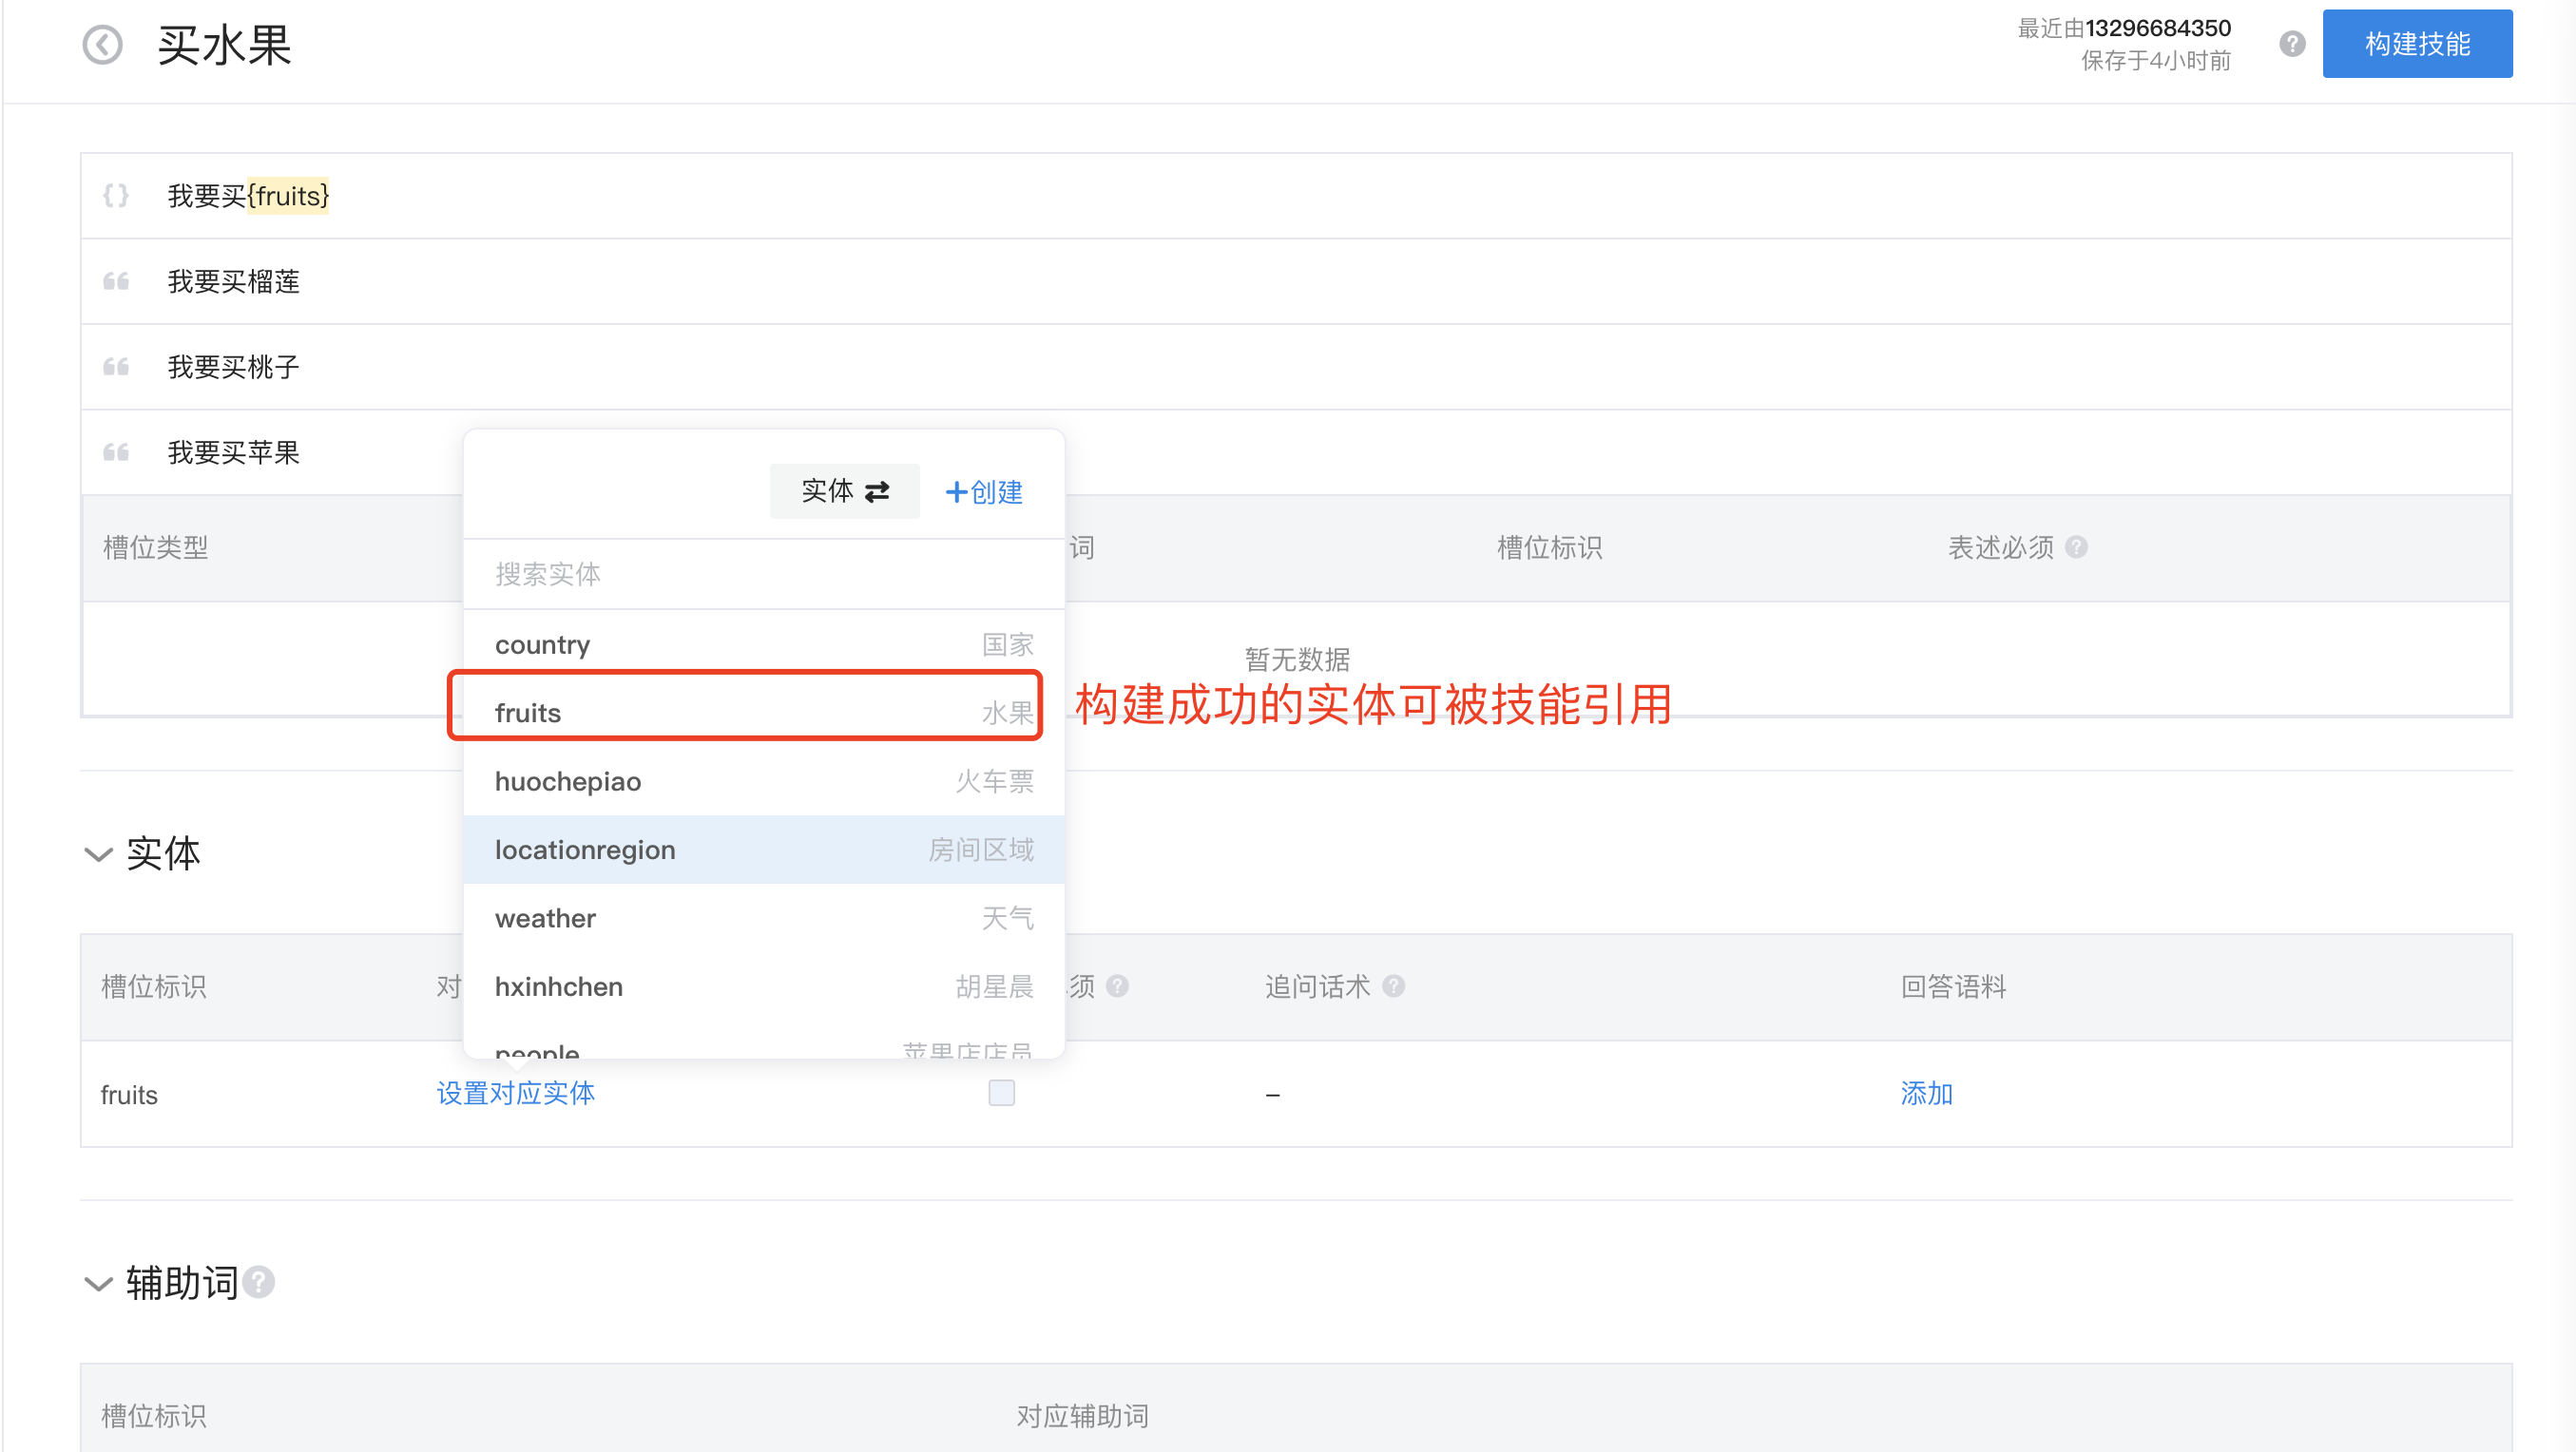 买水果
最近由13296684350
保存于4小时前
构建技能
我要买{fruits}
我要买榴莲
我要买桃子
我要买苹果
实体
+创建
槽位类型
词
槽位标识
表述必须
搜索实体
country 国家
暂无数据
fruits 水果
构建成功的实体可被技能引用
huochepiao 火车票
locationregion 房间区域
weather 天气
hxinhchen 胡星晨
people 苹果店店员
实体
槽位标识
对
须
追问话术
回答语料
fruits
设置对应实体
–
添加
辅助词
槽位标识
对应辅助词